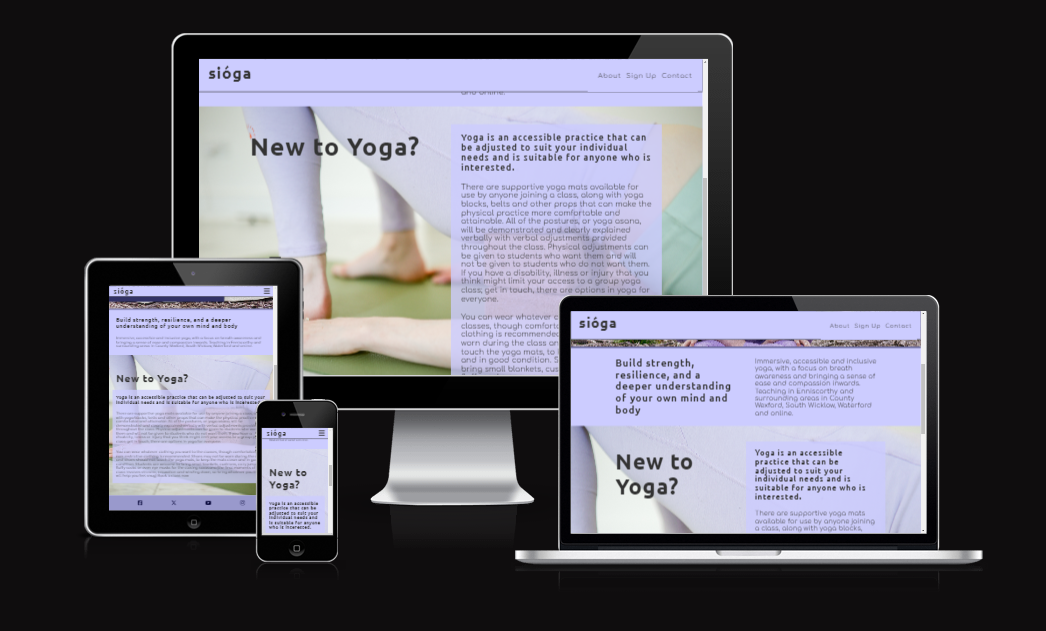 sióga
About Sign Up Contact
and online.
New to Yoga?
Yoga is an accessible practice that can
be adjusted to suit your individual
needs and is suitable for anyone who is
interested.
There are supportive yoga mats available for
use by anyone joining a class, along with yoga
blocks, belts and other props that can make the
physical practice more comfortable and
attainable. All of the postures, or yoga asana,
will be demonstrated and clearly explained
verbally with verbal adjustments provided
throughout the class. Physical adjustments can
be given to students who want them and will
not be given to students who do not want them.
If you have a disability, illness or injury that you
think might limit your access to a group yoga
class, get in touch, there are options in yoga for
everyone.
You can wear whatever c
classes, though comforta
clothing is recommended
worn during the class on
touch the yoga mats, to
and in good condition. S
bring small blankets, cus
sióga
Build strength, resilience, and a deeper
understanding of your own mind and body
New to Yoga?
Yoga is an accessible practice that can be adjusted to suit your
individual needs and is suitable for anyone who is interested.
sióga
New to
Yoga?
Yoga is an accessible
practice that can be
adjusted to suit your
individual needs and
is suitable for anyone
who is interested.
sióga
About Sign Up Contact
Build strength,
resilience, and a
deeper understanding
of your own mind and
body
Immersive, accessible and inclusive
yoga, with a focus on breath
awareness and bringing a sense of
ease and compassion inwards.
Teaching in Enniscorthy and
surrounding areas in County
Wexford, South Wicklow, Waterford
and online.
New to
Yoga?
Yoga is an accessible
practice that can be
adjusted to suit your
individual needs and is
suitable for anyone who is
interested.
There are supportive yoga mats
available for use by anyone joining
a class, along with yoga blocks,